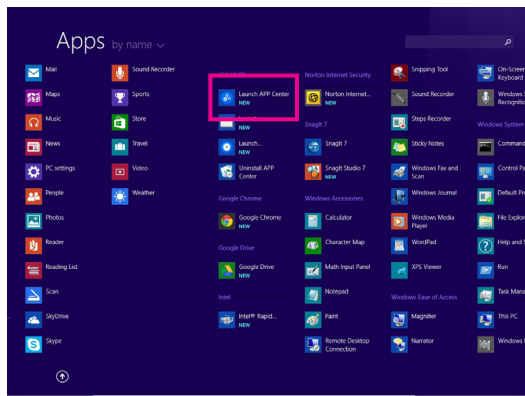 Apps by name
Mail
Maps
Music
News
PC settings
People
Photos
Reader
Reading List
Scan
SkyDrive
Skype
Sound Recorder
Sports
Store
Travel
Video
Weather
Launch APP Center
NEW
NEW
Launch...
NEW
Uninstall APP
Center
Google Chrome
Google Chrome
NEW
Google Drive
Google Drive
NEW
Intel
Intel® Rapid...
NEW
Norton Internet Security
Norton Internet...
NEW
SnagIt 7
SnagIt 7
SnagIt Studio 7
NEW
Windows Accessories
Calculator
Character Map
Math Input Panel
Notepad
Paint
Remote Desktop
Connection
Snipping Tool
Sound Recorder
Steps Recorder
Sticky Notes
Windows Fax and
Scan
Windows Journal
Windows Media
Player
WordPad
XPS Viewer
Windows Ease of Access
Magnifier
Narrator
On-Screen
Keyboard
Windows S
Recognitio
Windows System
Command
Control Pa
Default Pr
File Explor
Help and S
Run
Task Mana
This PC
Windows